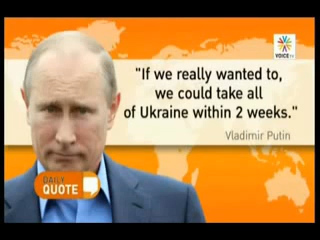 VOICE TV
"If we really wanted to,
we could take all
of Ukraine within 2 weeks."
Vladimir Putin
DAILY
QUOTE